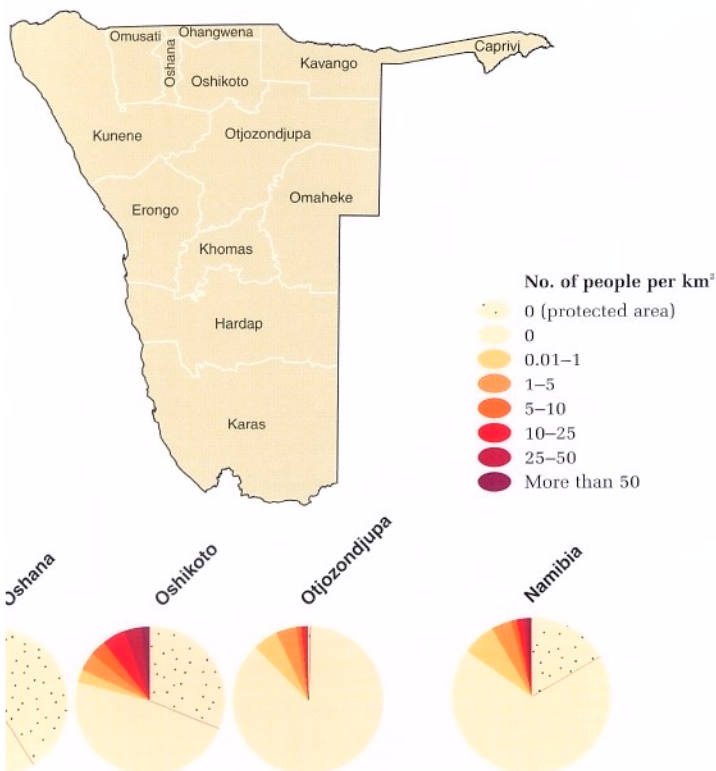 Omusati
Ohangwena
Oshana
Oshikoto
Kavango
Caprivi
Kunene
Otjozondjupa
Omaheke
Erongo
Khomas
Hardap
Karas
No. of people per km²
0 (protected area)
0
0.01–1
1–5
5–10
10–25
25–50
More than 50
Oshana
Oshikoto
Otjozondjupa
Namibia